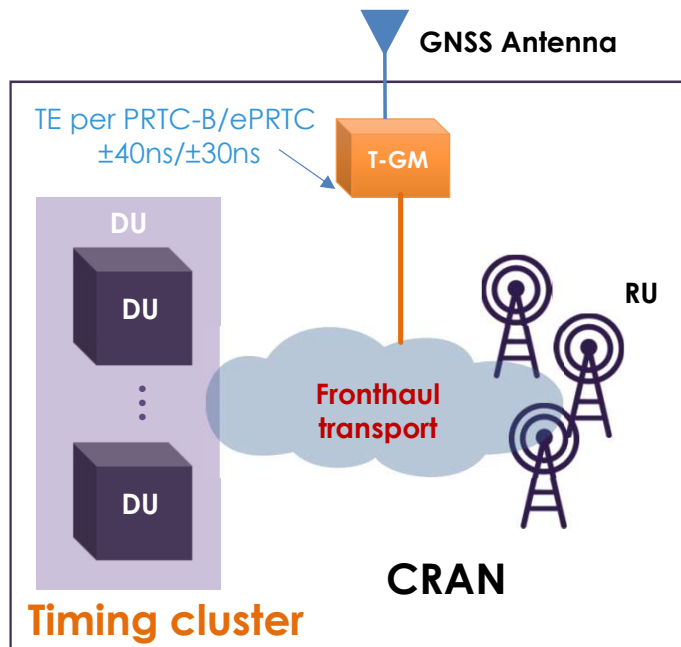 GNSS Antenna
TE per PRTC-B/ePRTC
±40ns/±30ns
T-GM
DU
DU
RU
Fronthaul
transport
DU
CRAN
Timing cluster